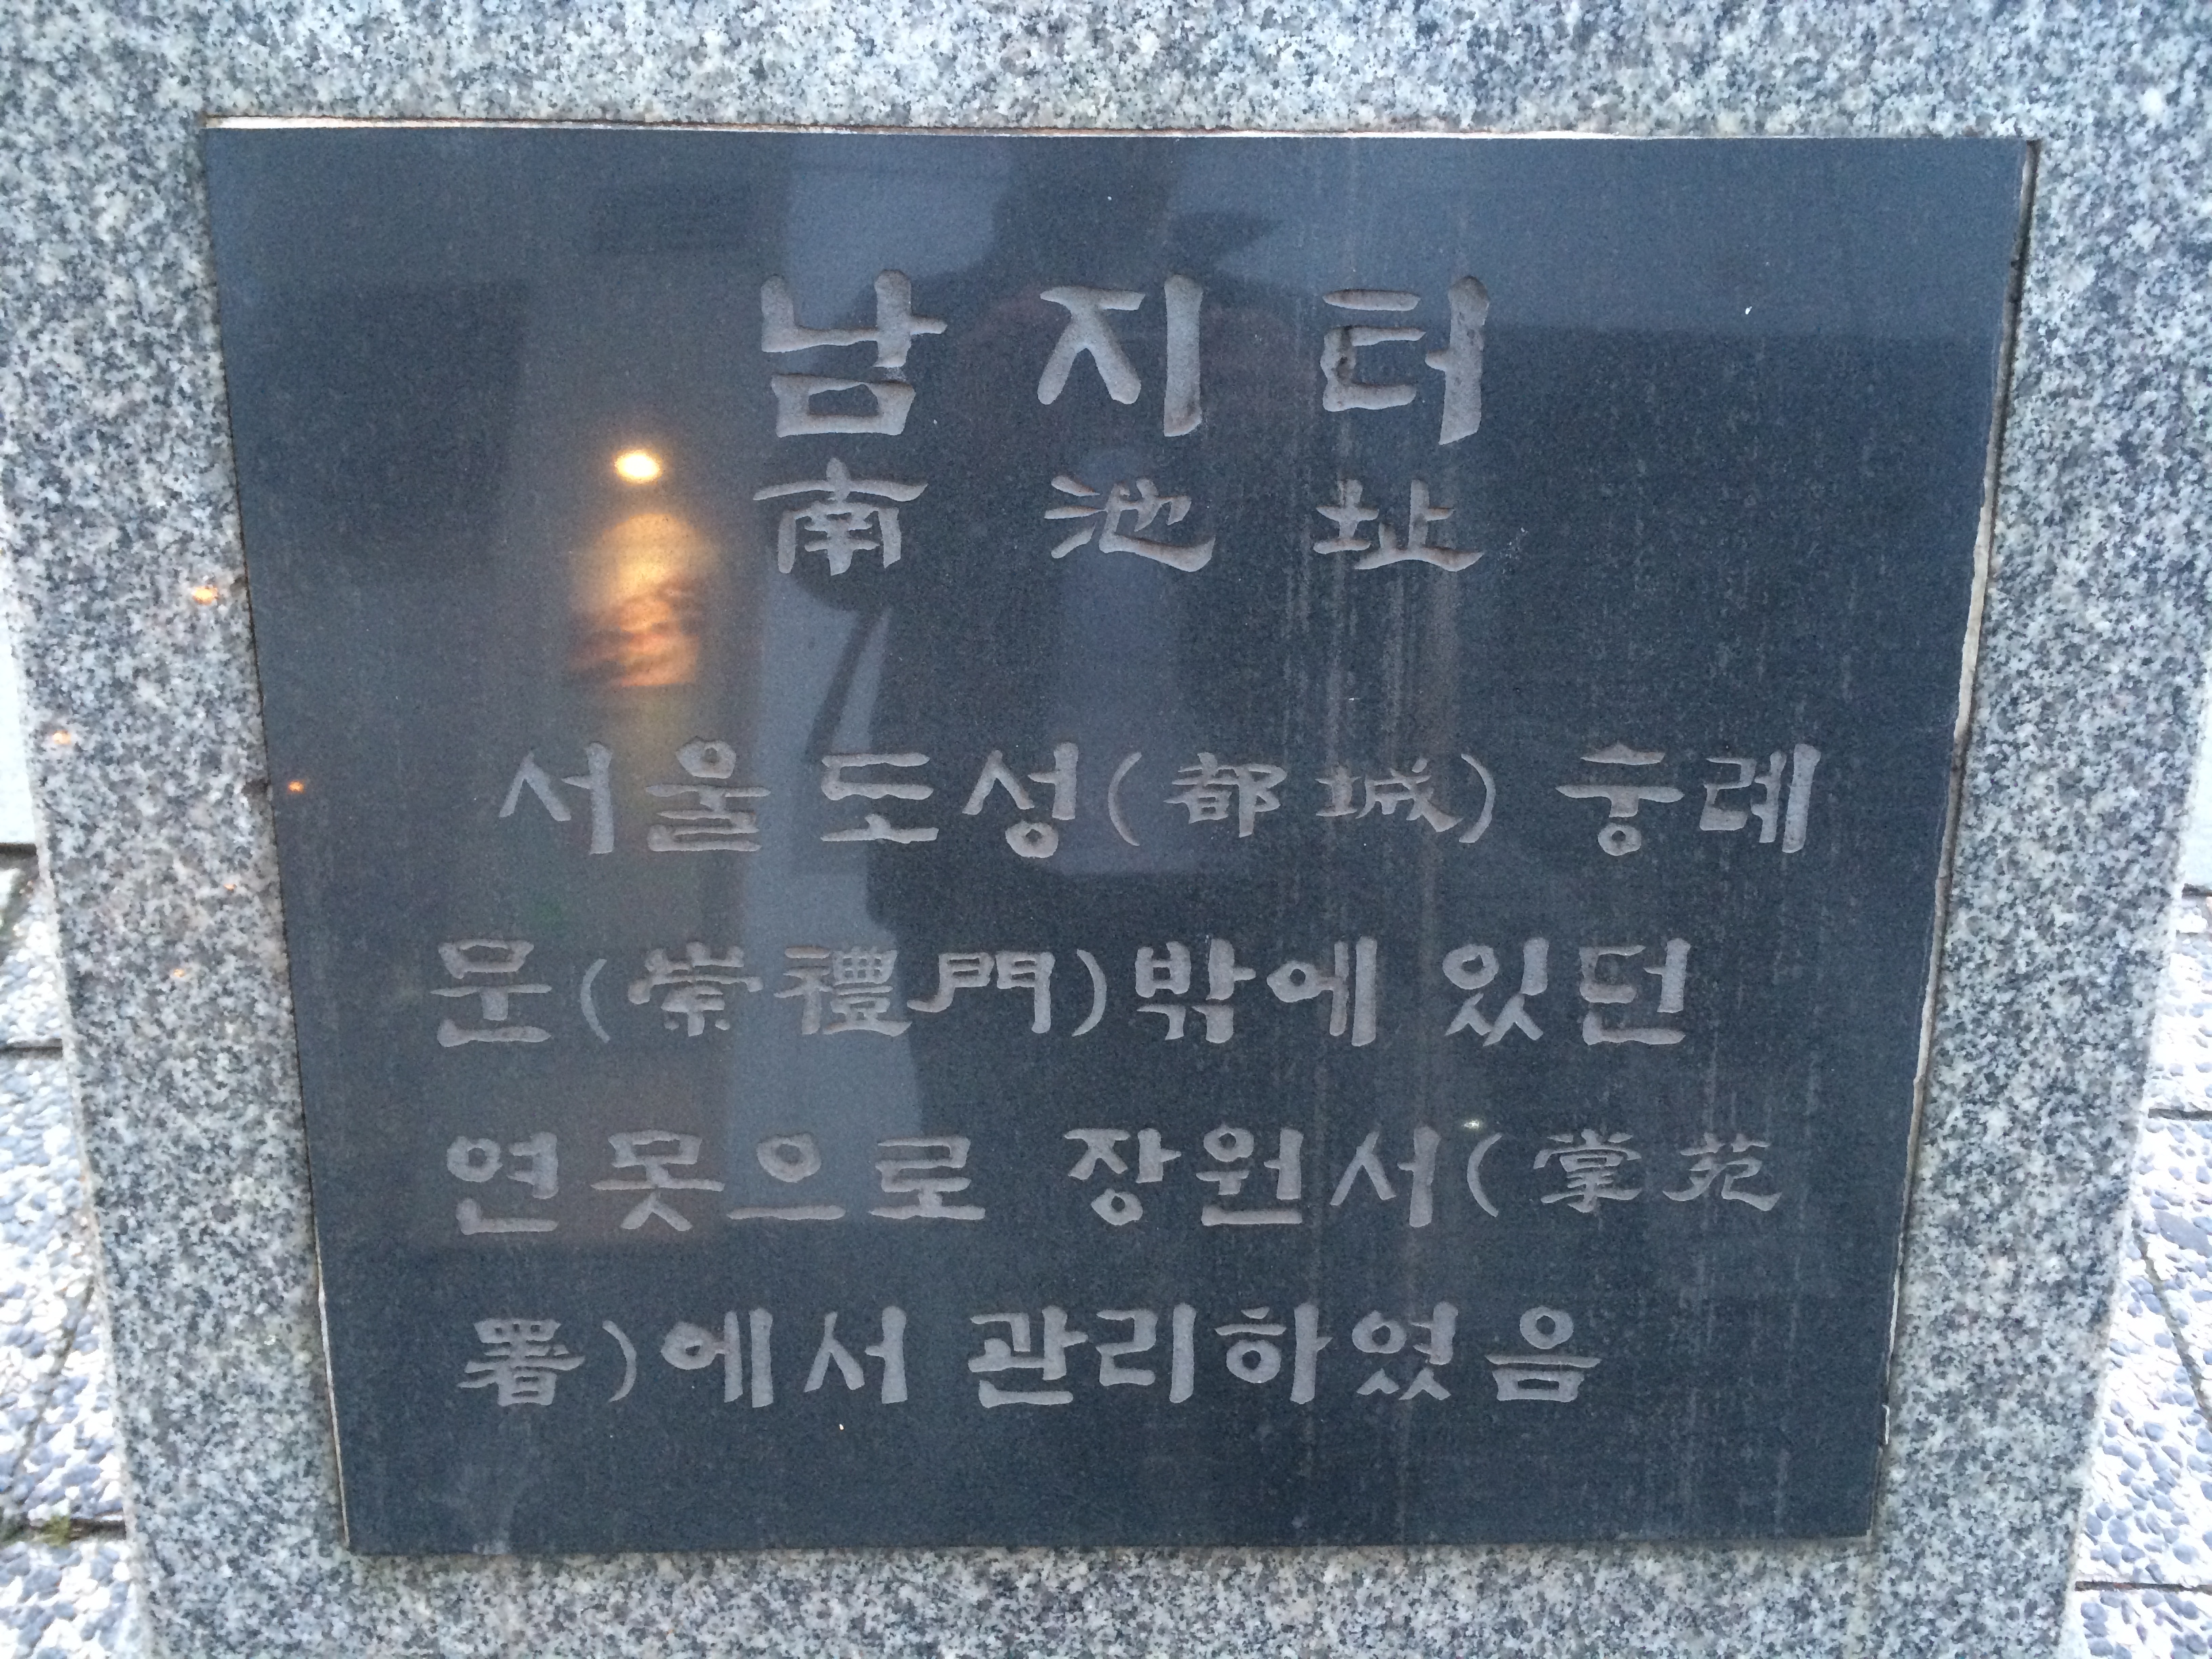 남지터
南池址
서울도성(都城) 숭례
문(崇禮門)밖에 있던
연못으로 장원서(掌苑
署)에서 관리하였음